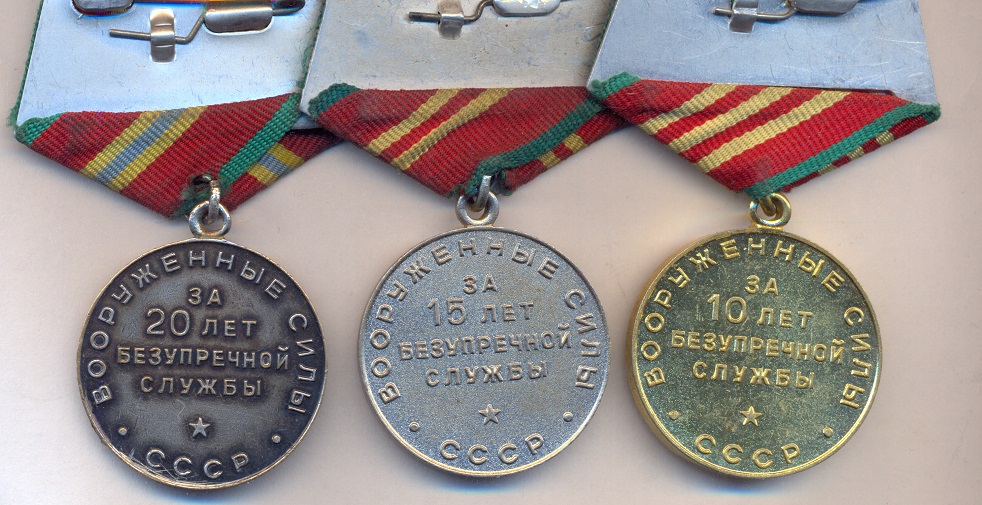 ВООРУЖЕННЫЕ СИЛЫ
ЗА
20 ЛЕТ
БЕЗУПРЕЧНОЙ
СЛУЖБЫ
СССР
ВООРУЖЕННЫЕ СИЛЫ
ЗА
15 ЛЕТ
БЕЗУПРЕЧНОЙ
СЛУЖБЫ
СССР
ВООРУЖЕННЫЕ СИЛЫ
ЗА
10 ЛЕТ
БЕЗУПРЕЧНОЙ
СЛУЖБЫ
СССР